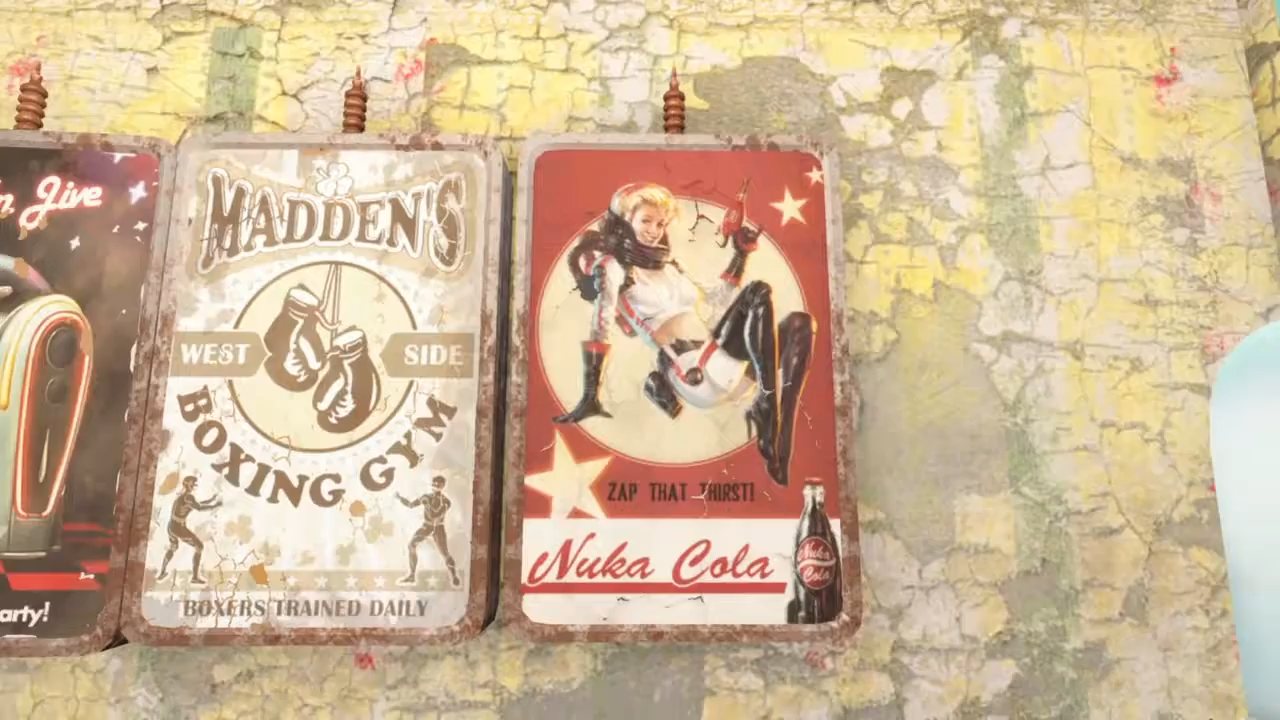 n Jive
arty!
MADDEN'S
WEST SIDE
BOXING GYM
BOXERS TRAINED DAILY
ZAP THAT THIRST!
Nuka Cola
Nuka
Cola